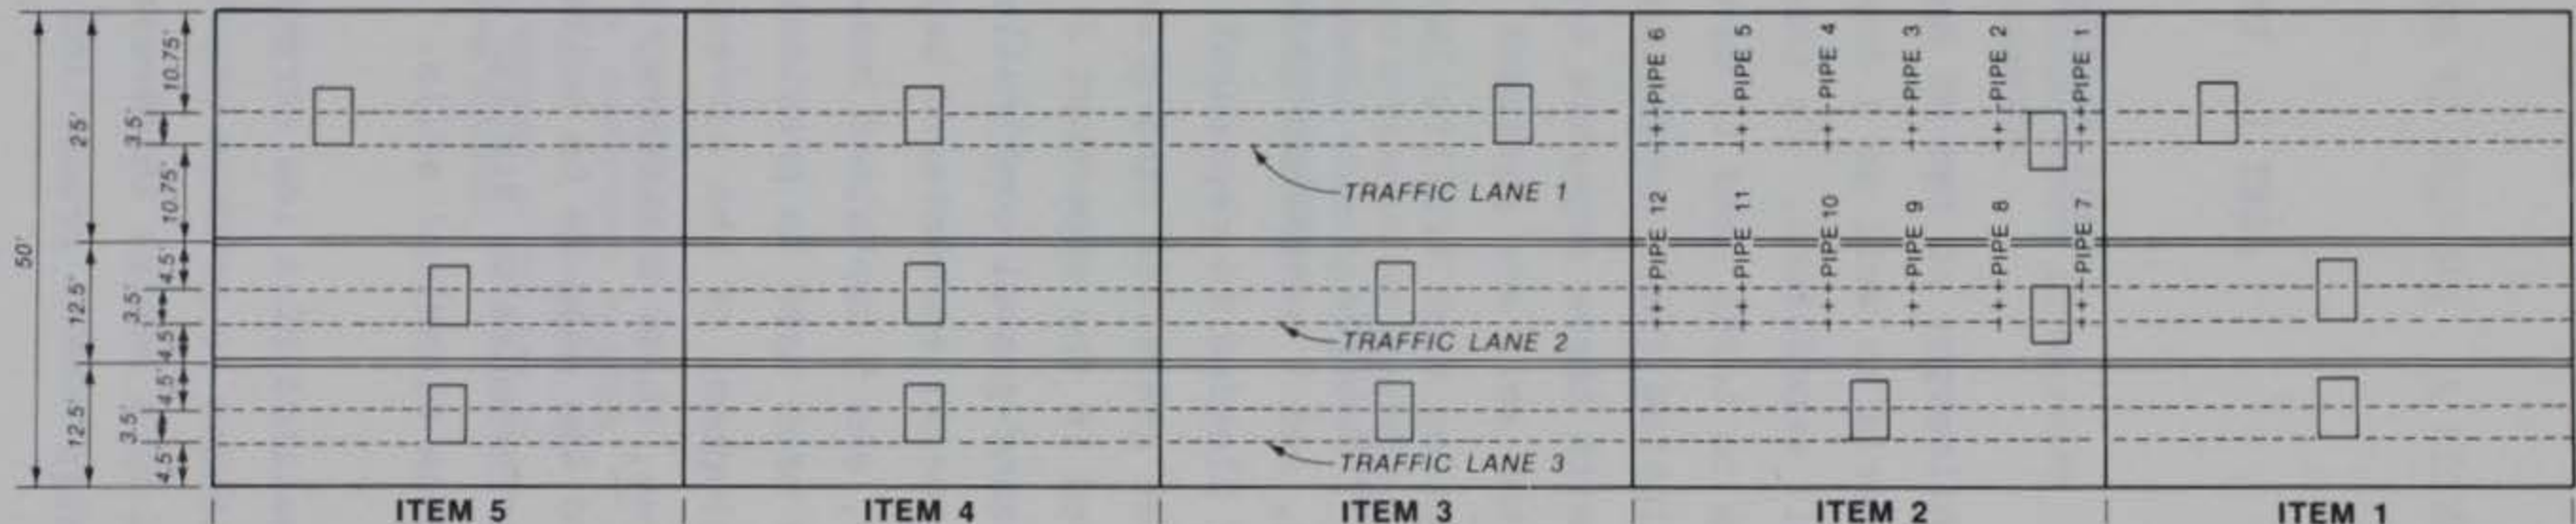 50'
25'
12.5'
12.5'
10.75'
3.5'
10.75'
4.5'
3.5'
4.5'
4.5'
3.5'
4.5'
PIPE 6
PIPE 5
PIPE 4
PIPE 3
PIPE 2
PIPE 1
TRAFFIC LANE 1
PIPE 12
PIPE 11
PIPE 10
PIPE 9
PIPE 8
PIPE 7
TRAFFIC LANE 2
TRAFFIC LANE 3
ITEM 5
ITEM 4
ITEM 3
ITEM 2
ITEM 1